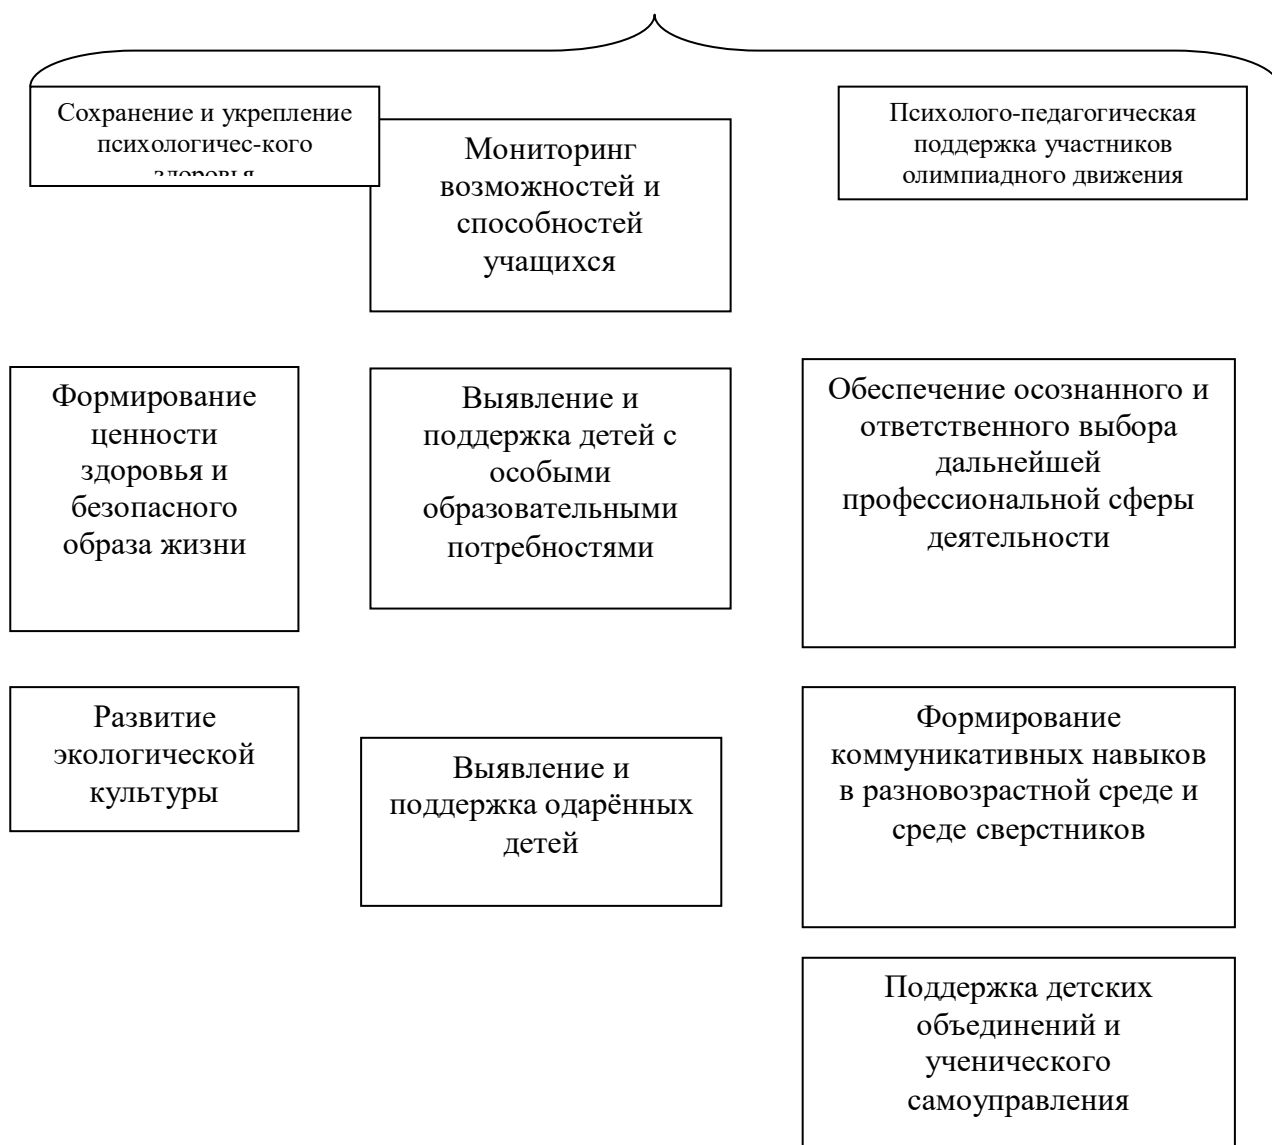 Сохранение и укрепление
психологичес-кого
здоровья
Мониторинг
возможностей и
способностей
учащихся
Психолого-педагогическая
поддержка участников
олимпиадного движения
Формирование
ценности
здоровья и
безопасного
образа жизни
Выявление и
поддержка детей с
особыми
образовательными
потребностями
Обеспечение осознанного и
ответственного выбора
дальнейшей
профессиональной сферы
деятельности
Развитие
экологической
культуры
Выявление и
поддержка одарённых
детей
Формирование
коммуникативных навыков
в разновозрастной среде и
среде сверстников
Поддержка детских
объединений и
ученического
самоуправления